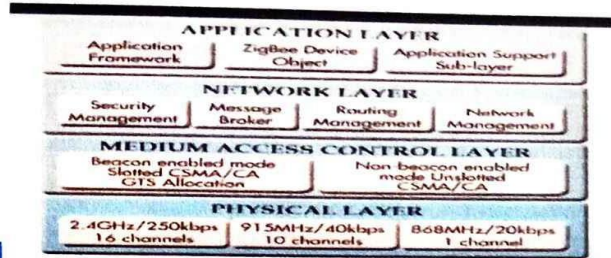 APPLICATION LAYER
Application
Framework
ZigBee Device
Object
Application Support
Sub-layer
NETWORK LAYER
Security
Management
Message
Broker
Routing
Management
Network
Management
MEDIUM ACCESS CONTROL LAYER
Beacon enabled mode
Slotted CSMA/CA
GTS Allocation
Non beacon enabled
mode Unslotted
CSMA/CA
PHYSICAL LAYER
2.4GHz/250kbps
16 channels
915MHz/40kbps
10 channels
868MHz/20kbps
1 channel